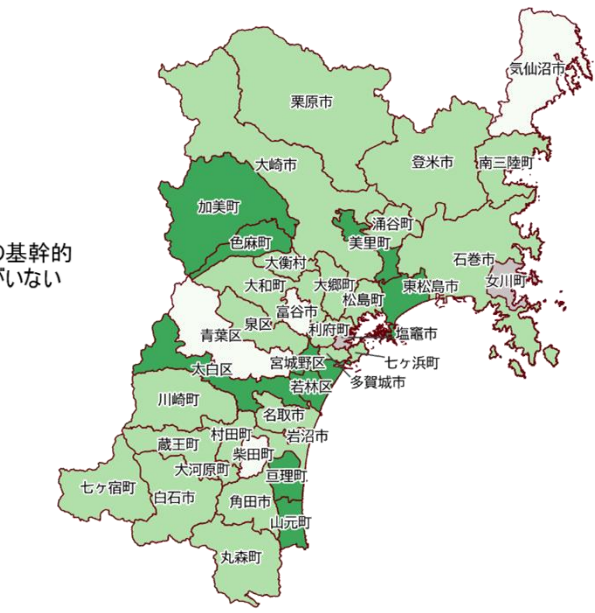 の基幹的
がいない
気仙沼市
栗原市
大崎市
登米市
南三陸町
加美町
涌谷町
色麻町
美里町
大衡村
石巻市
大和町
大郷町
東松島市
女川町
松島町
富谷市
泉区
利府町
青葉区
塩竈市
宮城野区
七ヶ浜町
太白区
多賀城市
若林区
川崎町
名取市
村田町
岩沼市
蔵王町
柴田町
大河原町
亘理町
七ヶ宿町
白石市
角田市
山元町
丸森町